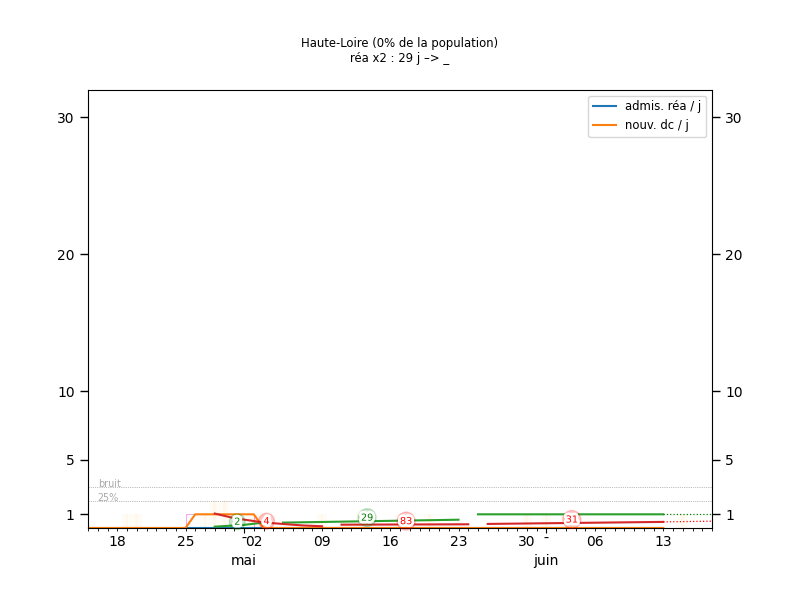 Haute-Loire (0% de la population)
réa x2 : 29 j –> _
admis. réa / j
nouv. dc / j
30 30
20 20
10 10
5 5
bruit
25%
1 1
2 4 29 83 31
18 25 02 09 16 23 30 06 13
mai juin